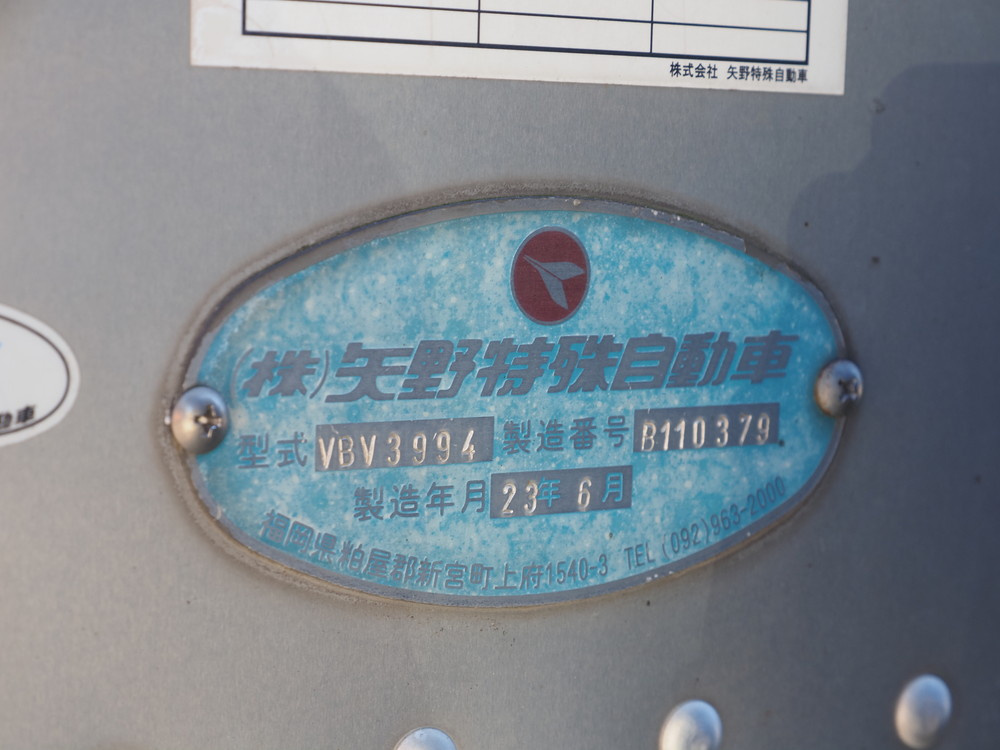 株式会社 矢野特殊自動車
(株)矢野特殊自動車
型式 VBV3994 製造番号 B110379
製造年月 23年 6月
福岡県粕屋郡新宮町上府1540-3 TEL (092)963-2000
動車